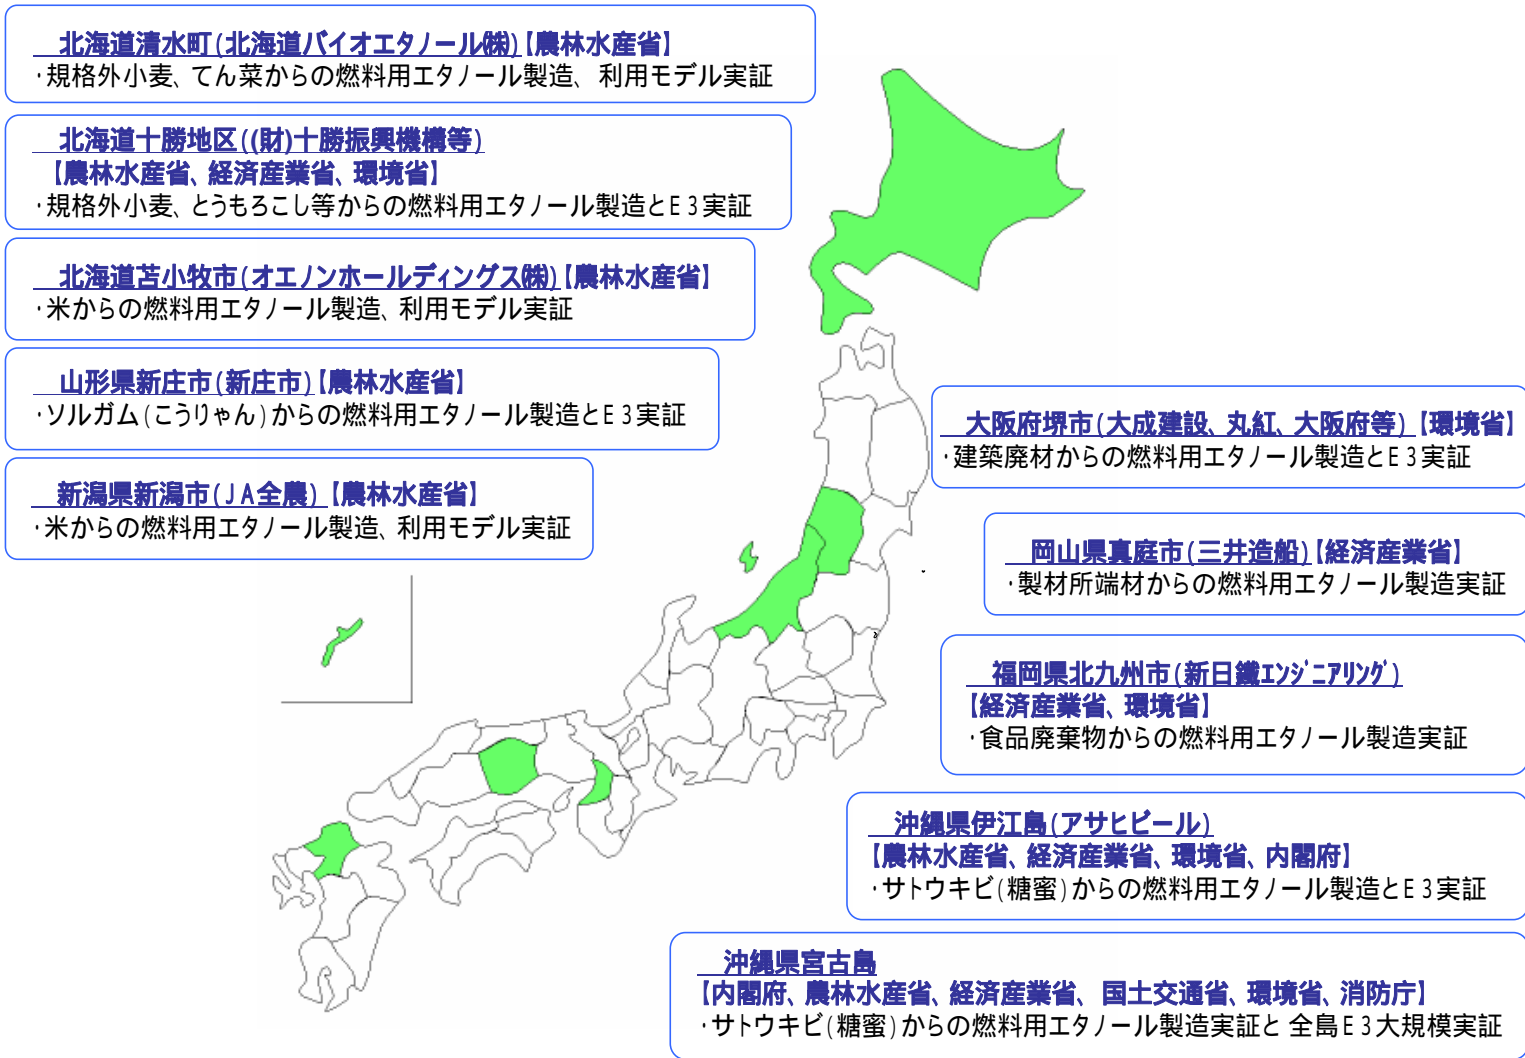 北海道清水町(北海道バイオエタノール㈱)【農林水産省】
・規格外小麦、てん菜からの燃料用エタノール製造、利用モデル実証
北海道十勝地区((財)十勝振興機構等)
【農林水産省、経済産業省、環境省】
・規格外小麦、とうもろこし等からの燃料用エタノール製造とE3実証
北海道苫小牧市(オエノンホールディングス㈱)【農林水産省】
・米からの燃料用エタノール製造、利用モデル実証
山形県新庄市(新庄市)【農林水産省】
・ソルガム(こうりゃん)からの燃料用エタノール製造とE3実証
新潟県新潟市(JA全農)【農林水産省】
・米からの燃料用エタノール製造、利用モデル実証
大阪府堺市(大成建設、丸紅、大阪府等)【環境省】
・建築廃材からの燃料用エタノール製造とE3実証
岡山県真庭市(三井造船)【経済産業省】
・製材所端材からの燃料用エタノール製造実証
福岡県北九州市(新日鐵ｴﾝｼﾞﾆｱﾘﾝｸﾞ)
【経済産業省、環境省】
・食品廃棄物からの燃料用エタノール製造実証
沖縄県伊江島(アサヒビール)
【農林水産省、経済産業省、環境省、内閣府】
・サトウキビ(糖蜜)からの燃料用エタノール製造とE3実証
沖縄県宮古島
【内閣府、農林水産省、経済産業省、国土交通省、環境省、消防庁】
・サトウキビ(糖蜜)からの燃料用エタノール製造実証と全島E3大規模実証